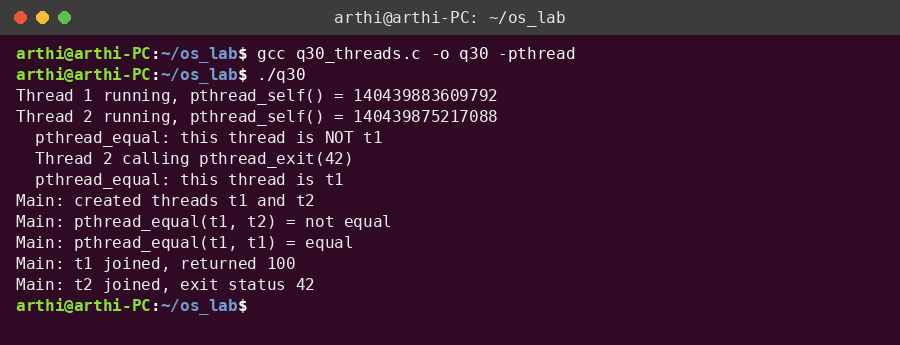 arthi@arthi-PC: ~/os_lab
arthi@arthi-PC:~/os_lab$ gcc q30_threads.c -o q30 -pthread
arthi@arthi-PC:~/os_lab$ ./q30
Thread 1 running, pthread_self() = 140439883609792
Thread 2 running, pthread_self() = 140439875217088
  pthread_equal: this thread is NOT t1
  Thread 2 calling pthread_exit(42)
  pthread_equal: this thread is t1
Main: created threads t1 and t2
Main: pthread_equal(t1, t2) = not equal
Main: pthread_equal(t1, t1) = equal
Main: t1 joined, returned 100
Main: t2 joined, exit status 42
arthi@arthi-PC:~/os_lab$